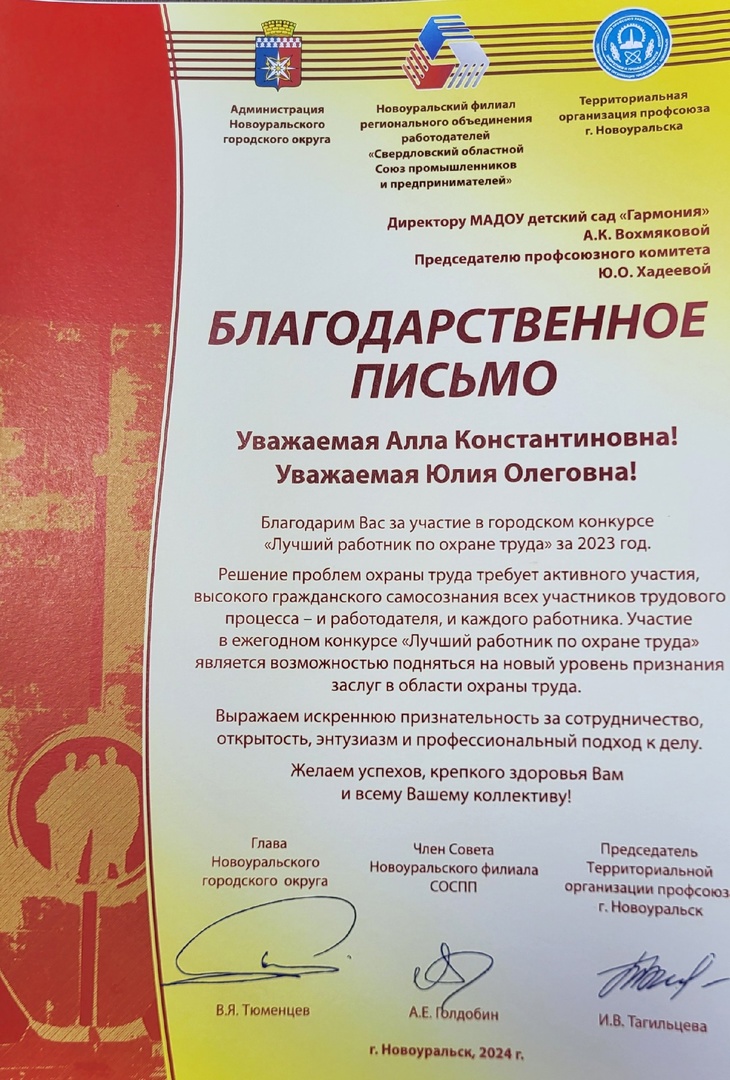 Администрация
Новоуральского
городского округа
Новоуральский филиал
регионального объединения
работодателей
«Свердловский областной
Союз промышленников
и предпринимателей»
Территориальная
организация профсоюза
г. Новоуральска
Директору МАДОУ детский сад «Гармония»
А.К. Вохмяковой
Председателю профсоюзного комитета
Ю.О. Хадеевой
БЛАГОДАРСТВЕННОЕ
ПИСЬМО
Уважаемая Алла Константиновна!
Уважаемая Юлия Олеговна!
Благодарим Вас за участие в городском конкурсе
«Лучший работник по охране труда» за 2023 год.
Решение проблем охраны труда требует активного участия,
высокого гражданского самосознания всех участников трудового
процесса – и работодателя, и каждого работника. Участие
в ежегодном конкурсе «Лучший работник по охране труда»
является возможностью подняться на новый уровень признания
заслуг в области охраны труда.
Выражаем искреннюю признательность за сотрудничество,
открытость, энтузиазм и профессиональный подход к делу.
Желаем успехов, крепкого здоровья Вам
и всему Вашему коллективу!
Глава
Новоуральского
городского округа
Член Совета
Новоуральского филиала
СОСПП
Председатель
Территориальной
организации профсоюз
г. Новоуральск
В.Я. Тюменцев
А.Е. Голдобин
И.В. Тагильцева
г. Новоуральск, 2024 г.